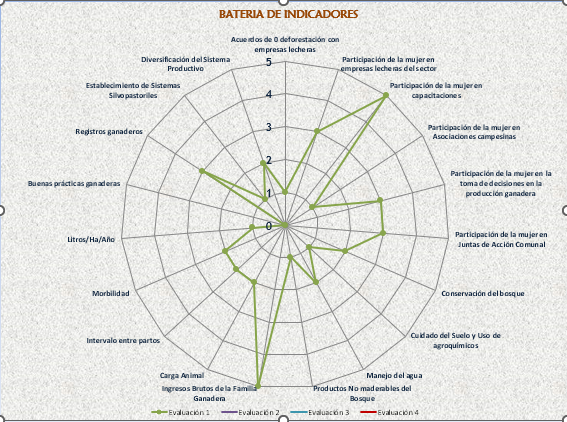 BATERIA DE INDICADORES
Acuerdos de 0 deforestación con
empresas lecheras
Participación de la mujer en
empresas lecheras del sector
Participación de la mujer en
capacitaciones
Participación de la mujer en
Asociaciones campesinas
Participación de la mujer en la
toma de decisiones en la
producción ganadera
Participación de la mujer en
Juntas de Acción Comunal
Conservación del bosque
Cuidado del Suelo y Uso de
agroquímicos
Manejo del agua
Productos No maderables del
Bosque
Ingresos Brutos de la Familia
Ganadera
Carga Animal
Intervalo entre partos
Morbilidad
Litros/Ha/Año
Buenas prácticas ganaderas
Registros ganaderos
Establecimiento de Sistemas
Silvopastoriles
Diversificación del Sistema
Productivo
5
4
3
2
1
0
Evaluación 1
Evaluación 2
Evaluación 3
Evaluación 4